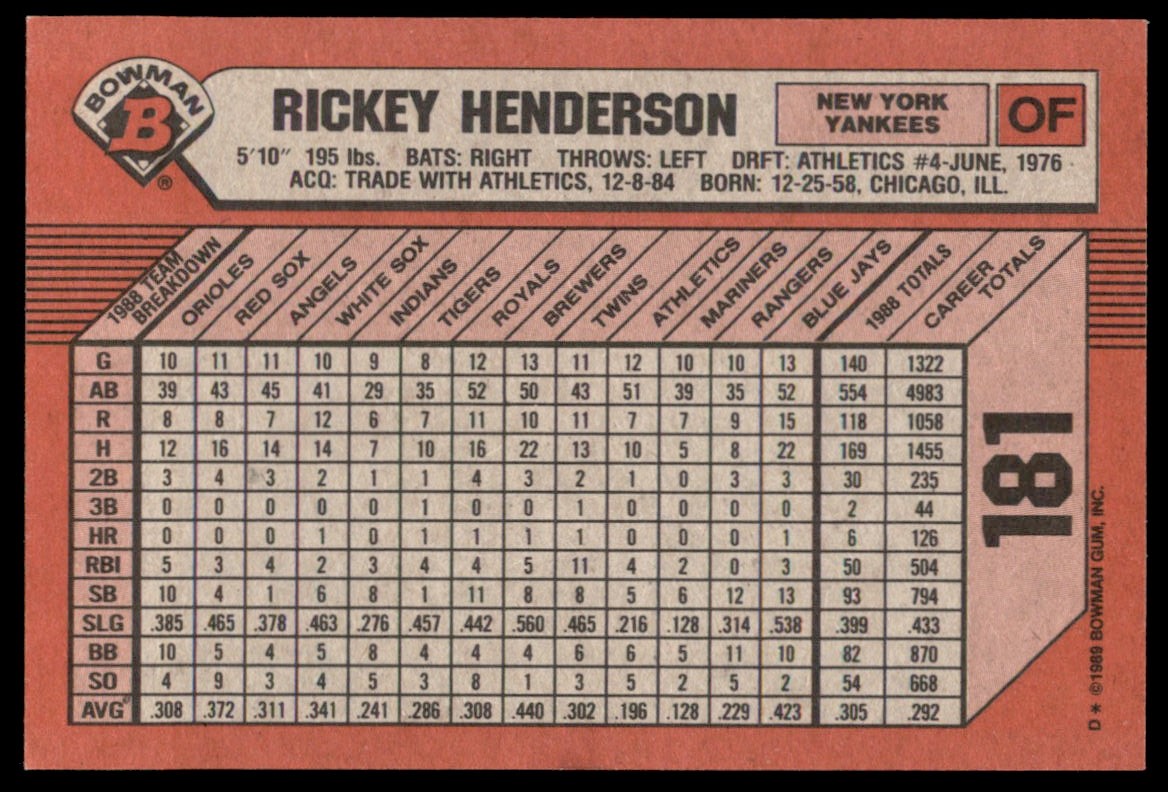 BOWMAN
B
®
RICKEY HENDERSON
NEW YORK
YANKEES
OF
5'10" 195 lbs. BATS: RIGHT THROWS: LEFT DRFT: ATHLETICS #4-JUNE, 1976
ACQ: TRADE WITH ATHLETICS, 12-8-84 BORN: 12-25-58, CHICAGO, ILL.
1988 TEAM
BREAKDOWN
ORIOLES
RED SOX
ANGELS
WHITE SOX
INDIANS
TIGERS
ROYALS
BREWERS
TWINS
ATHLETICS
MARINERS
RANGERS
BLUE JAYS
1988 TOTALS
CAREER
TOTALS
G 10 11 11 10 9 8 12 13 11 12 10 10 13 140 1322
AB 39 43 45 41 29 35 52 50 43 51 39 35 52 554 4983
R 8 8 7 12 6 7 11 10 11 7 7 9 15 118 1058
H 12 16 14 14 7 10 16 22 13 10 5 8 22 169 1455
2B 3 4 3 2 1 1 4 3 2 1 0 3 3 30 235
3B 0 0 0 0 0 1 0 0 1 0 0 0 0 2 44
HR 0 0 0 1 0 1 1 1 1 0 0 0 1 6 126
RBI 5 3 4 2 3 4 4 5 11 4 2 0 3 50 504
SB 10 4 1 6 8 1 11 8 8 5 6 12 13 93 794
SLG .385 .465 .378 .463 .276 .457 .442 .560 .465 .216 .128 .314 .538 .399 .433
BB 10 5 4 5 8 4 4 4 6 6 5 11 10 82 870
SO 4 9 3 4 5 3 8 1 3 5 2 5 2 54 668
AVG .308 .372 .311 .341 .241 .286 .308 .440 .302 .196 .128 .229 .423 .305 .292
181
D * ©1989 BOWMAN GUM, INC.